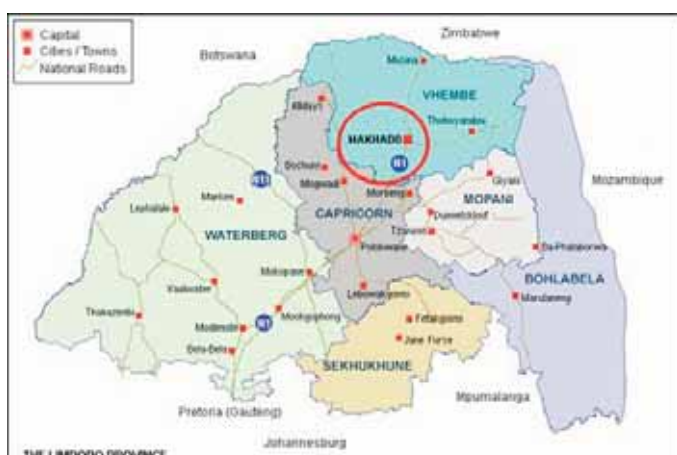 Capital
Cities / Towns
National Roads
Botswana
Zimbabwe
Musina
VHEMBE
Alldays
Thohoyandou
MAKHADO
N1
Bochum
Mogwadi
Morebeng
Giyani
Mozambique
N11
Marken
Lephalale
CAPRICORN
MOPANI
Duiwelskloof
Tzaneen
WATERBERG
Polokwane
Ba-Phalaborwa
Mokopane
BOHLABELA
Vaalwater
Lebowakgomo
Maruleng
Thabazimbi
Modimolle
N1
Mookgophong
Fetakgomo
Bela-Bela
Jane Furse
SEKHUKHUNE
Pretoria (Gauteng)
Mpumalanga
Johannesburg
THE LIMPOPO PROVINCE